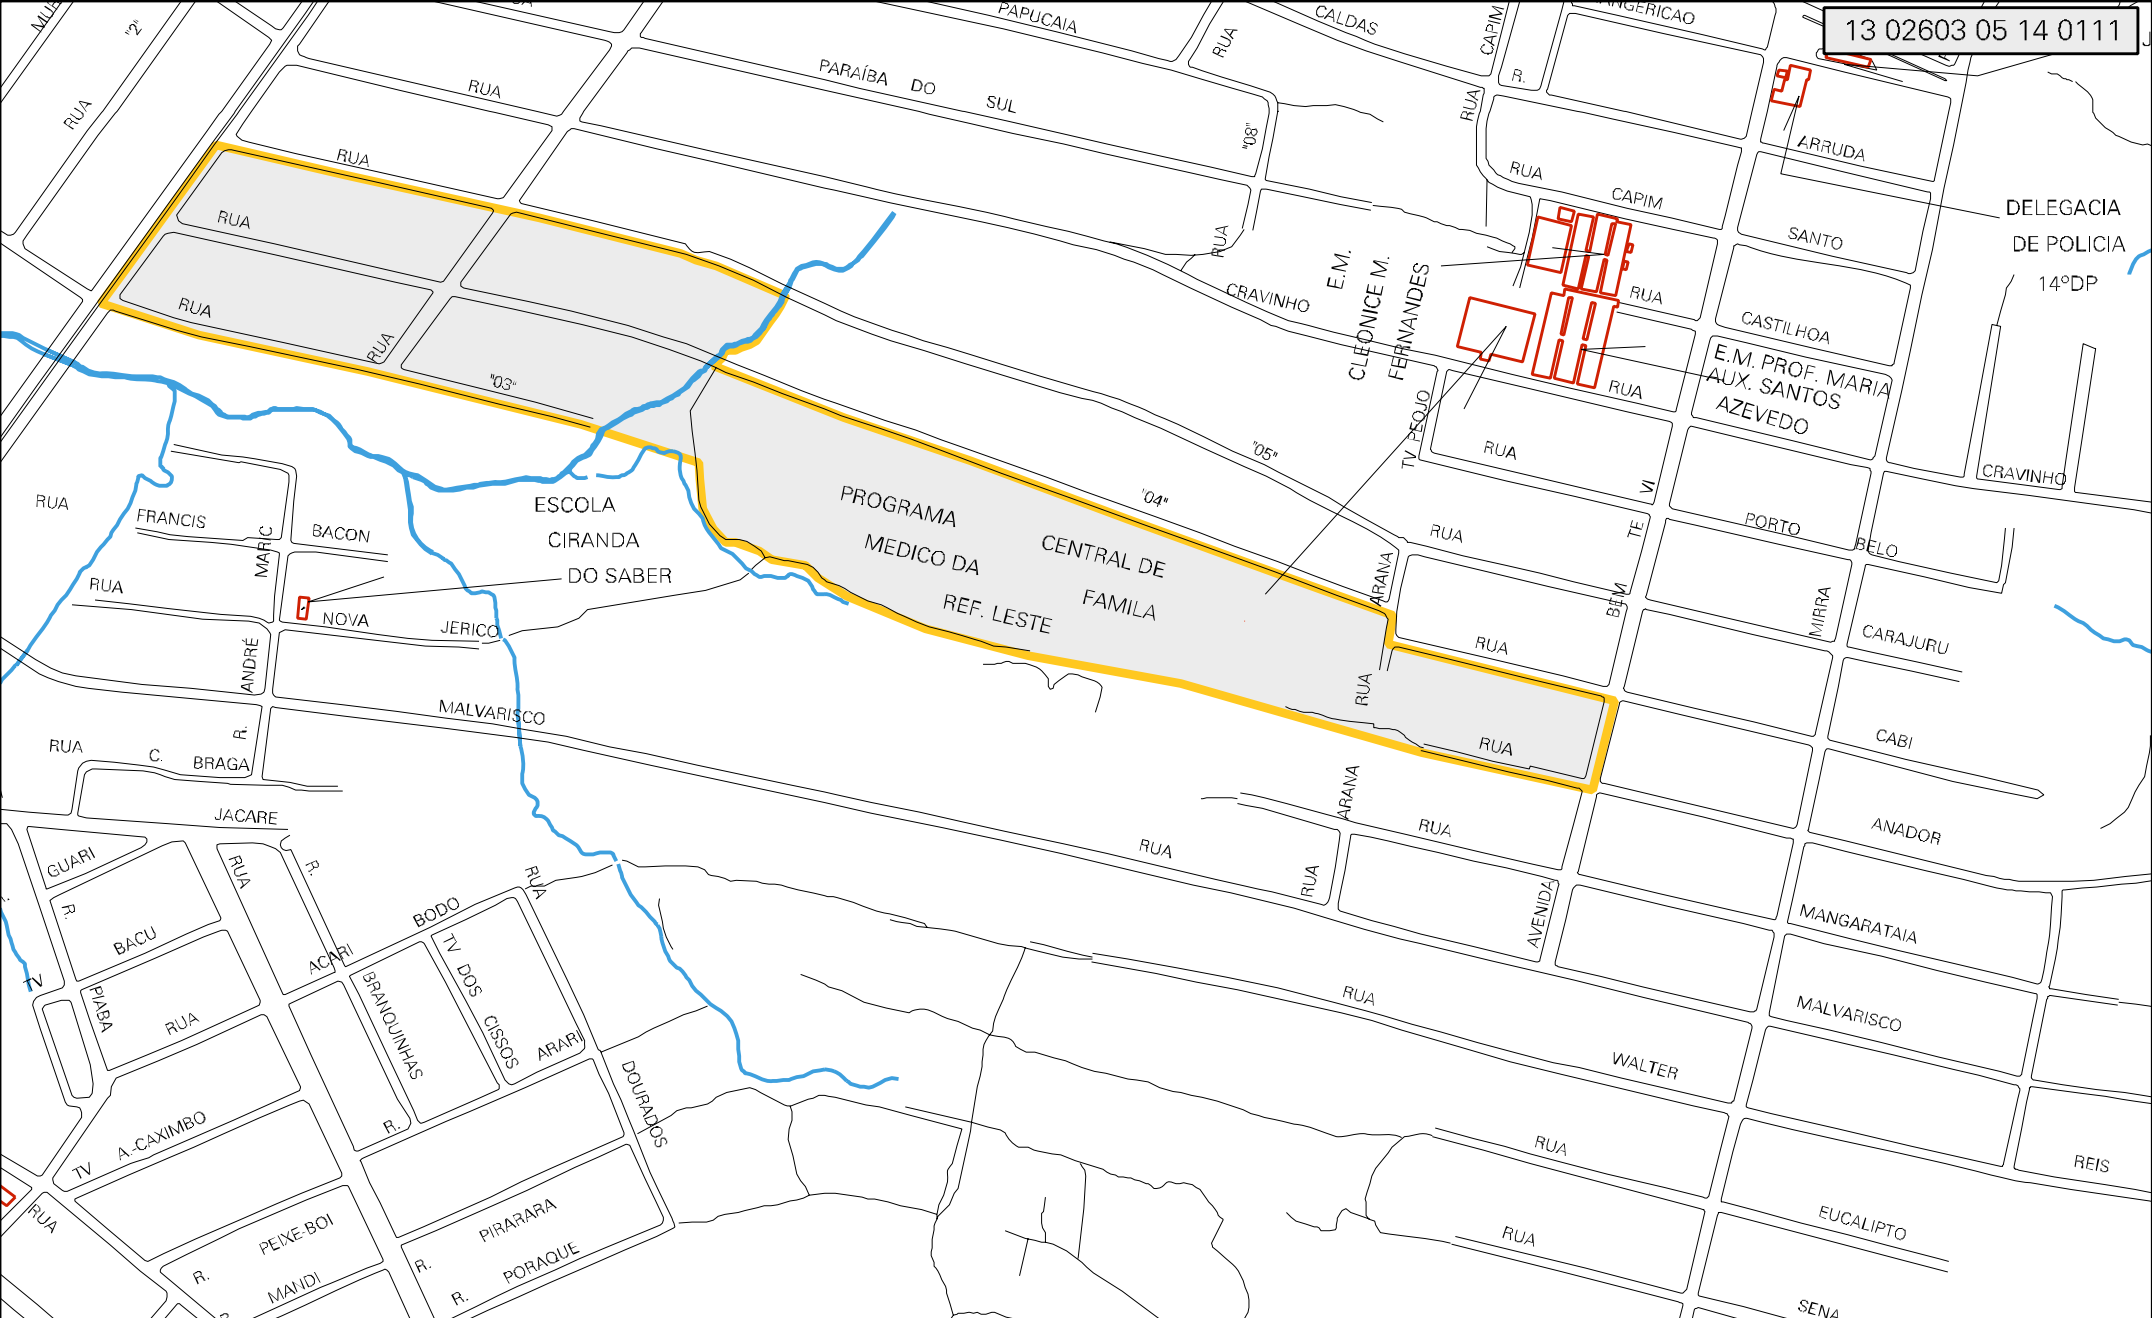 13 02603 05 14 0111
"2"
RUA
RUA
PAPUCAIA
RUA
CALDAS
CAPIM
R.
RUA
PARAÍBA DO SUL
"08"
RUA
ARRUDA
RUA
CAPIM
DELEGACIA
DE POLICIA
14ºDP
SANTO
RUA
RUA
RUA
E.M.
CLEONICE M.
FERNANDES
CRAVINHO
RUA
CASTILHOA
RUA
RUA
"03"
E.M. PROF. MARIA
AUX. SANTOS
AZEVEDO
RUA
TV PEOJO
RUA
"05"
CRAVINHO
"04"
VI
TE
BEM
RUA
PORTO
BELO
RUA
FRANCIS
BACON
MARIC
ESCOLA
CIRANDA
DO SABER
PROGRAMA
MEDICO DA
CENTRAL DE
FAMILA
REF. LESTE
ARANA
RUA
RUA
NOVA
JERICO
ANDRÉ
R.
RUA
MIRRA
CARAJURU
RUA
MALVARISCO
RUA
C.
BRAGA
RUA
CABI
JACARE
ARANA
RUA
RUA
RUA
ANADOR
GUARI
RUA
R.
RUA
BODO
AVENIDA
MANGARATAIA
R.
BACU
ACARI
TV DOS CISSOS
BRANQUINHAS
TV
PIABA
RUA
ARARI
RUA
MALVARISCO
WALTER
DOURADOS
R.
TV
A.-CAXIMBO
RUA
REIS
RUA
PEIXE-BOI
PIRARARA
RUA
EUCALIPTO
R.
MANDI
R.
PORAQUE
R.
SENA